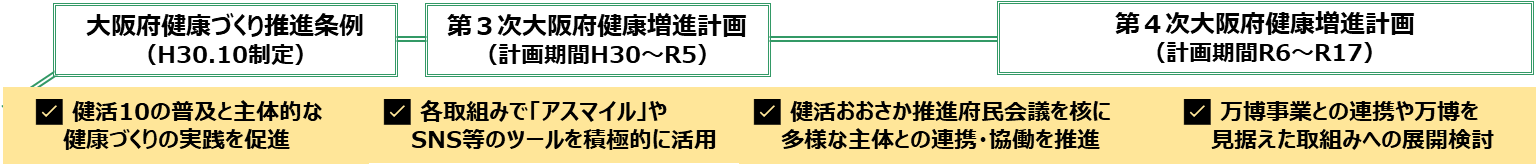 大阪府健康づくり推進条例
（H30.10制定）
第３次大阪府健康増進計画
（計画期間H30～R5）
第４次大阪府健康増進計画
（計画期間R6～R17）
健活10の普及と主体的な
健康づくりの実践を促進
各取組みで「アスマイル」や
SNS等のツールを積極的に活用
健活おおさか推進府民会議を核に
多様な主体との連携・協働を推進
万博事業との連携や万博を
見据えた取組みへの展開検討